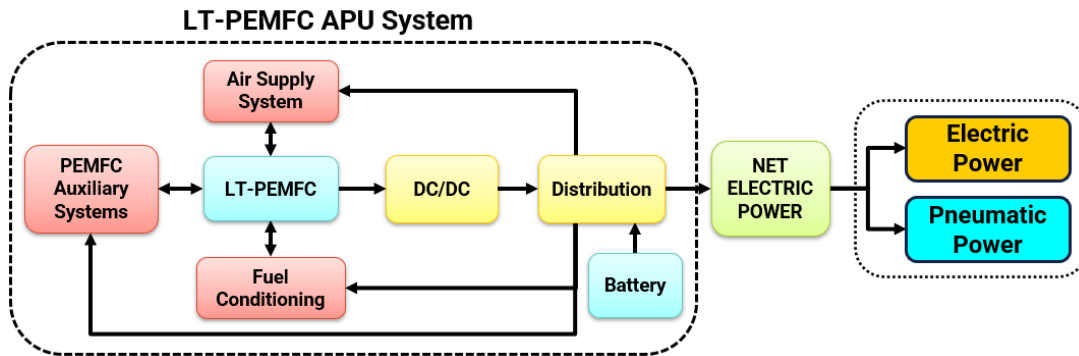 LT-PEMFC APU System
Air Supply
System
PEMFC
Auxiliary
Systems
LT-PEMFC
DC/DC
Distribution
NET
ELECTRIC
POWER
Electric
Power
Pneumatic
Power
Fuel
Conditioning
Battery